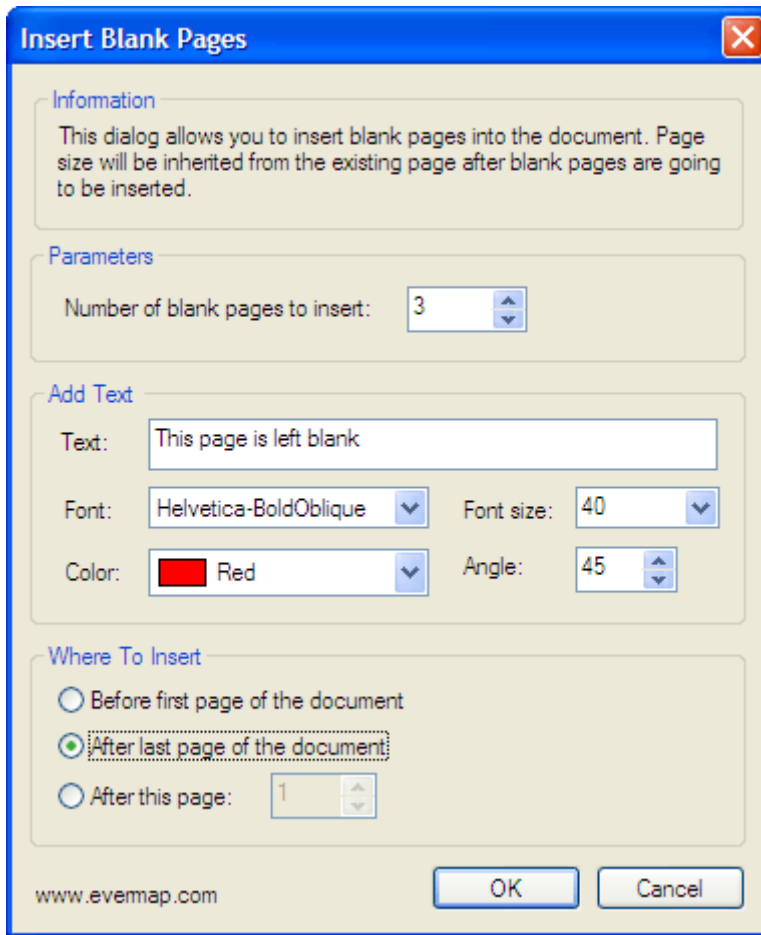 Insert Blank Pages
Information
This dialog allows you to insert blank pages into the document. Page
size will be inherited from the existing page after blank pages are going
to be inserted.
Parameters
Number of blank pages to insert: 3
Add Text
Text: This page is left blank
Font: Helvetica-BoldOblique Font size: 40
Color: Red Angle: 45
Where To Insert
Before first page of the document
After last page of the document
After this page: 1
www.evermap.com OK Cancel